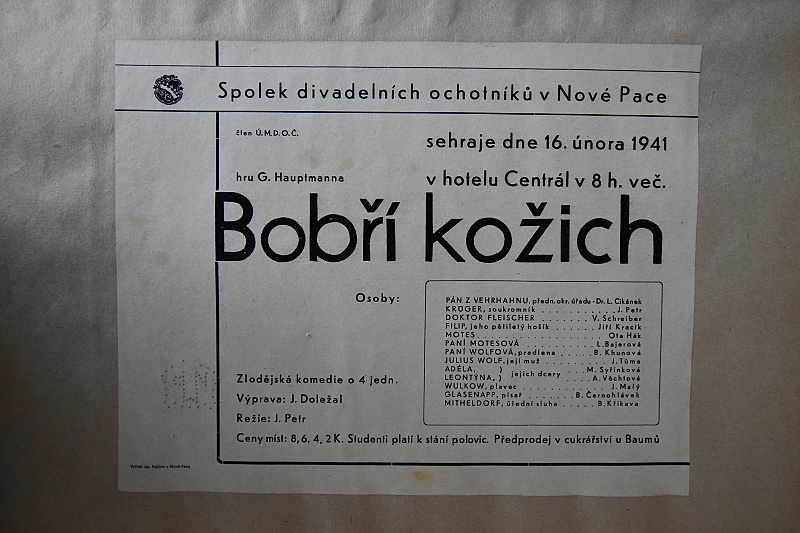 Spolek divadelních ochotníků v Nové Pace
člen Ú.M.D.O.Č.
sehraje dne 16. února 1941
hru G. Hauptmanna
v hotelu Centrál v 8 h. več.
Bobří kožich
Osoby:
PÁN Z VEHRHAHNU, předn. okr. úřadu - Dr. L. Cikánek
KRÜGER, soukromník . . . . . . . . . . . J. Petr
DOKTOR FLEISCHER . . . . . . . . V. Schreiber
FILIP, jeho pětiletý hošík . . . . . . Jiří Kracík
MOTES . . . . . . . . . . . . . . . . . . Ota Hák
PANÍ MOTESOVÁ . . . . . . . . . . L. Bajerová
PANÍ WOLFOVÁ, pradlena . . . B. Khunová
JULIUS WOLF, její muž . . . . . . . . . J. Tůma
ADÉLA, ) jejich dcery . . . . M. Syřínková
LEONTÝNA, ) A. Věchtová
WULKOW, plavec . . . . . . . . . . . . J. Malý
GLASENAPP, písař . . . . . . B. Černohlávek
MITHELDORF, úřední sluha . . . . . B. Křikava
Zlodějská komedie o 4 jedn.
Výprava: J. Doležal
Režie: J. Petr
Ceny míst: 8, 6, 4, 2 K. Studenti platí k stání polovic. Předprodej v cukrářství u Baumů
v Nové Pace.